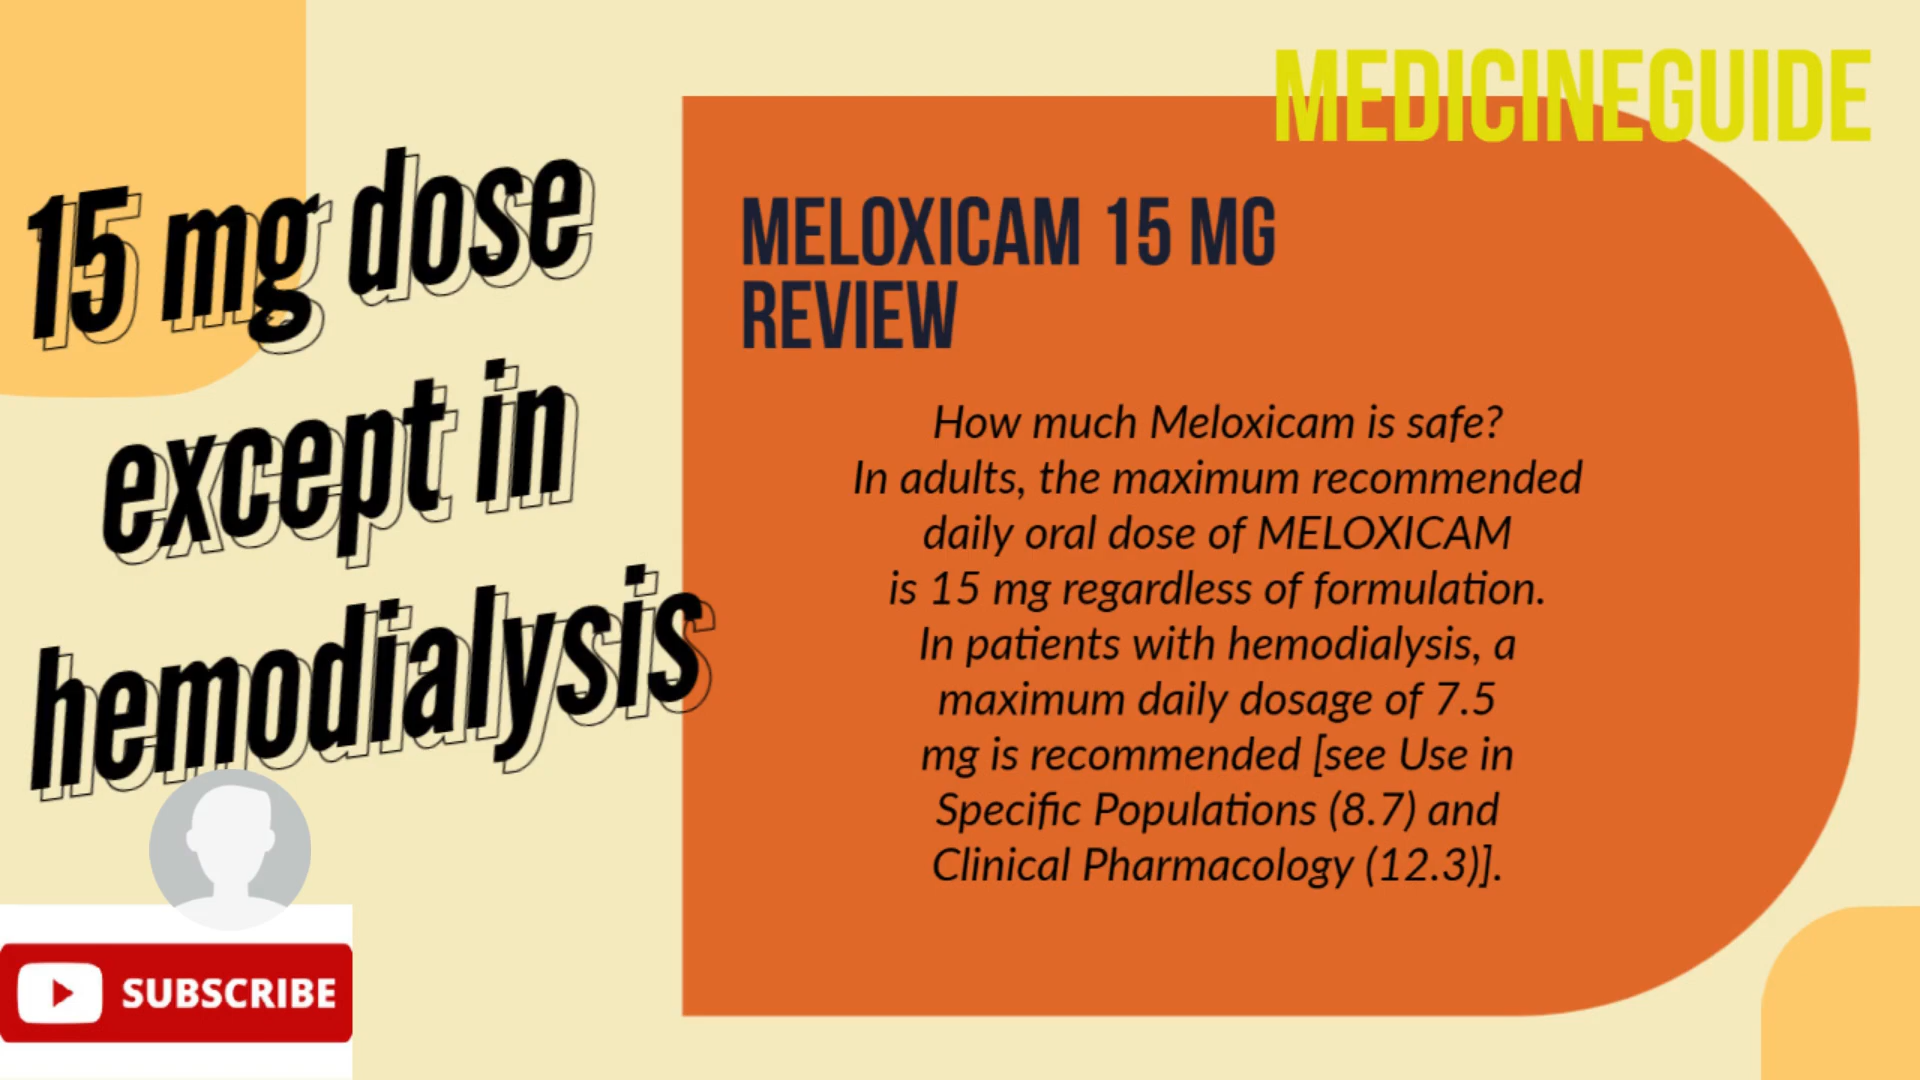 MEDICINEGUIDE
15 mg dose
except in
hemodialysis
MELOXICAM 15 MG
REVIEW
How much Meloxicam is safe?
In adults, the maximum recommended
daily oral dose of MELOXICAM
is 15 mg regardless of formulation.
In patients with hemodialysis, a
maximum daily dosage of 7.5
mg is recommended [see Use in
Specific Populations (8.7) and
Clinical Pharmacology (12.3)].
SUBSCRIBE